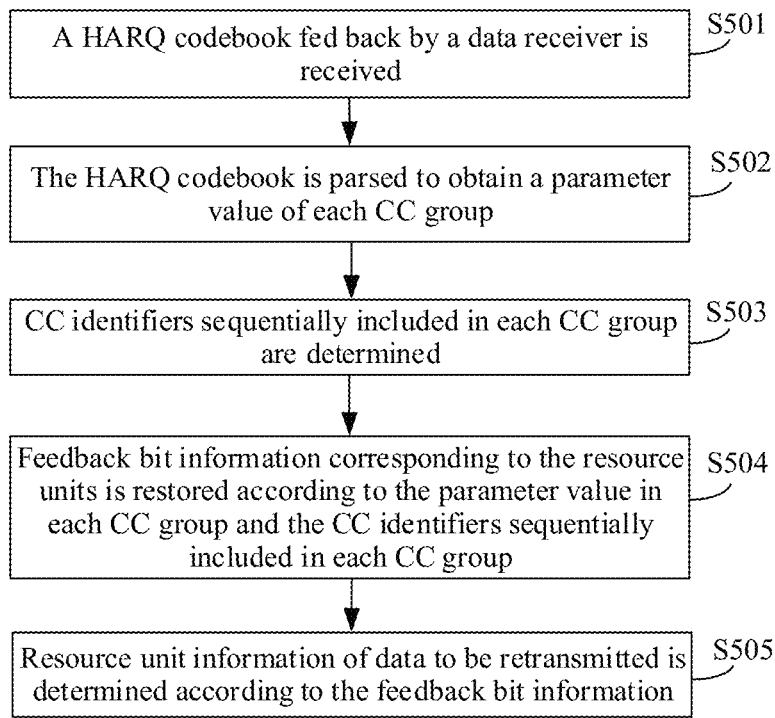 A HARQ codebook fed back by a data receiver is
received
S501
The HARQ codebook is parsed to obtain a parameter
value of each CC group
S502
CC identifiers sequentially included in each CC group
are determined
S503
Feedback bit information corresponding to the resource
units is restored according to the parameter value in
each CC group and the CC identifiers sequentially
included in each CC group
S504
Resource unit information of data to be retransmitted is
determined according to the feedback bit information
S505